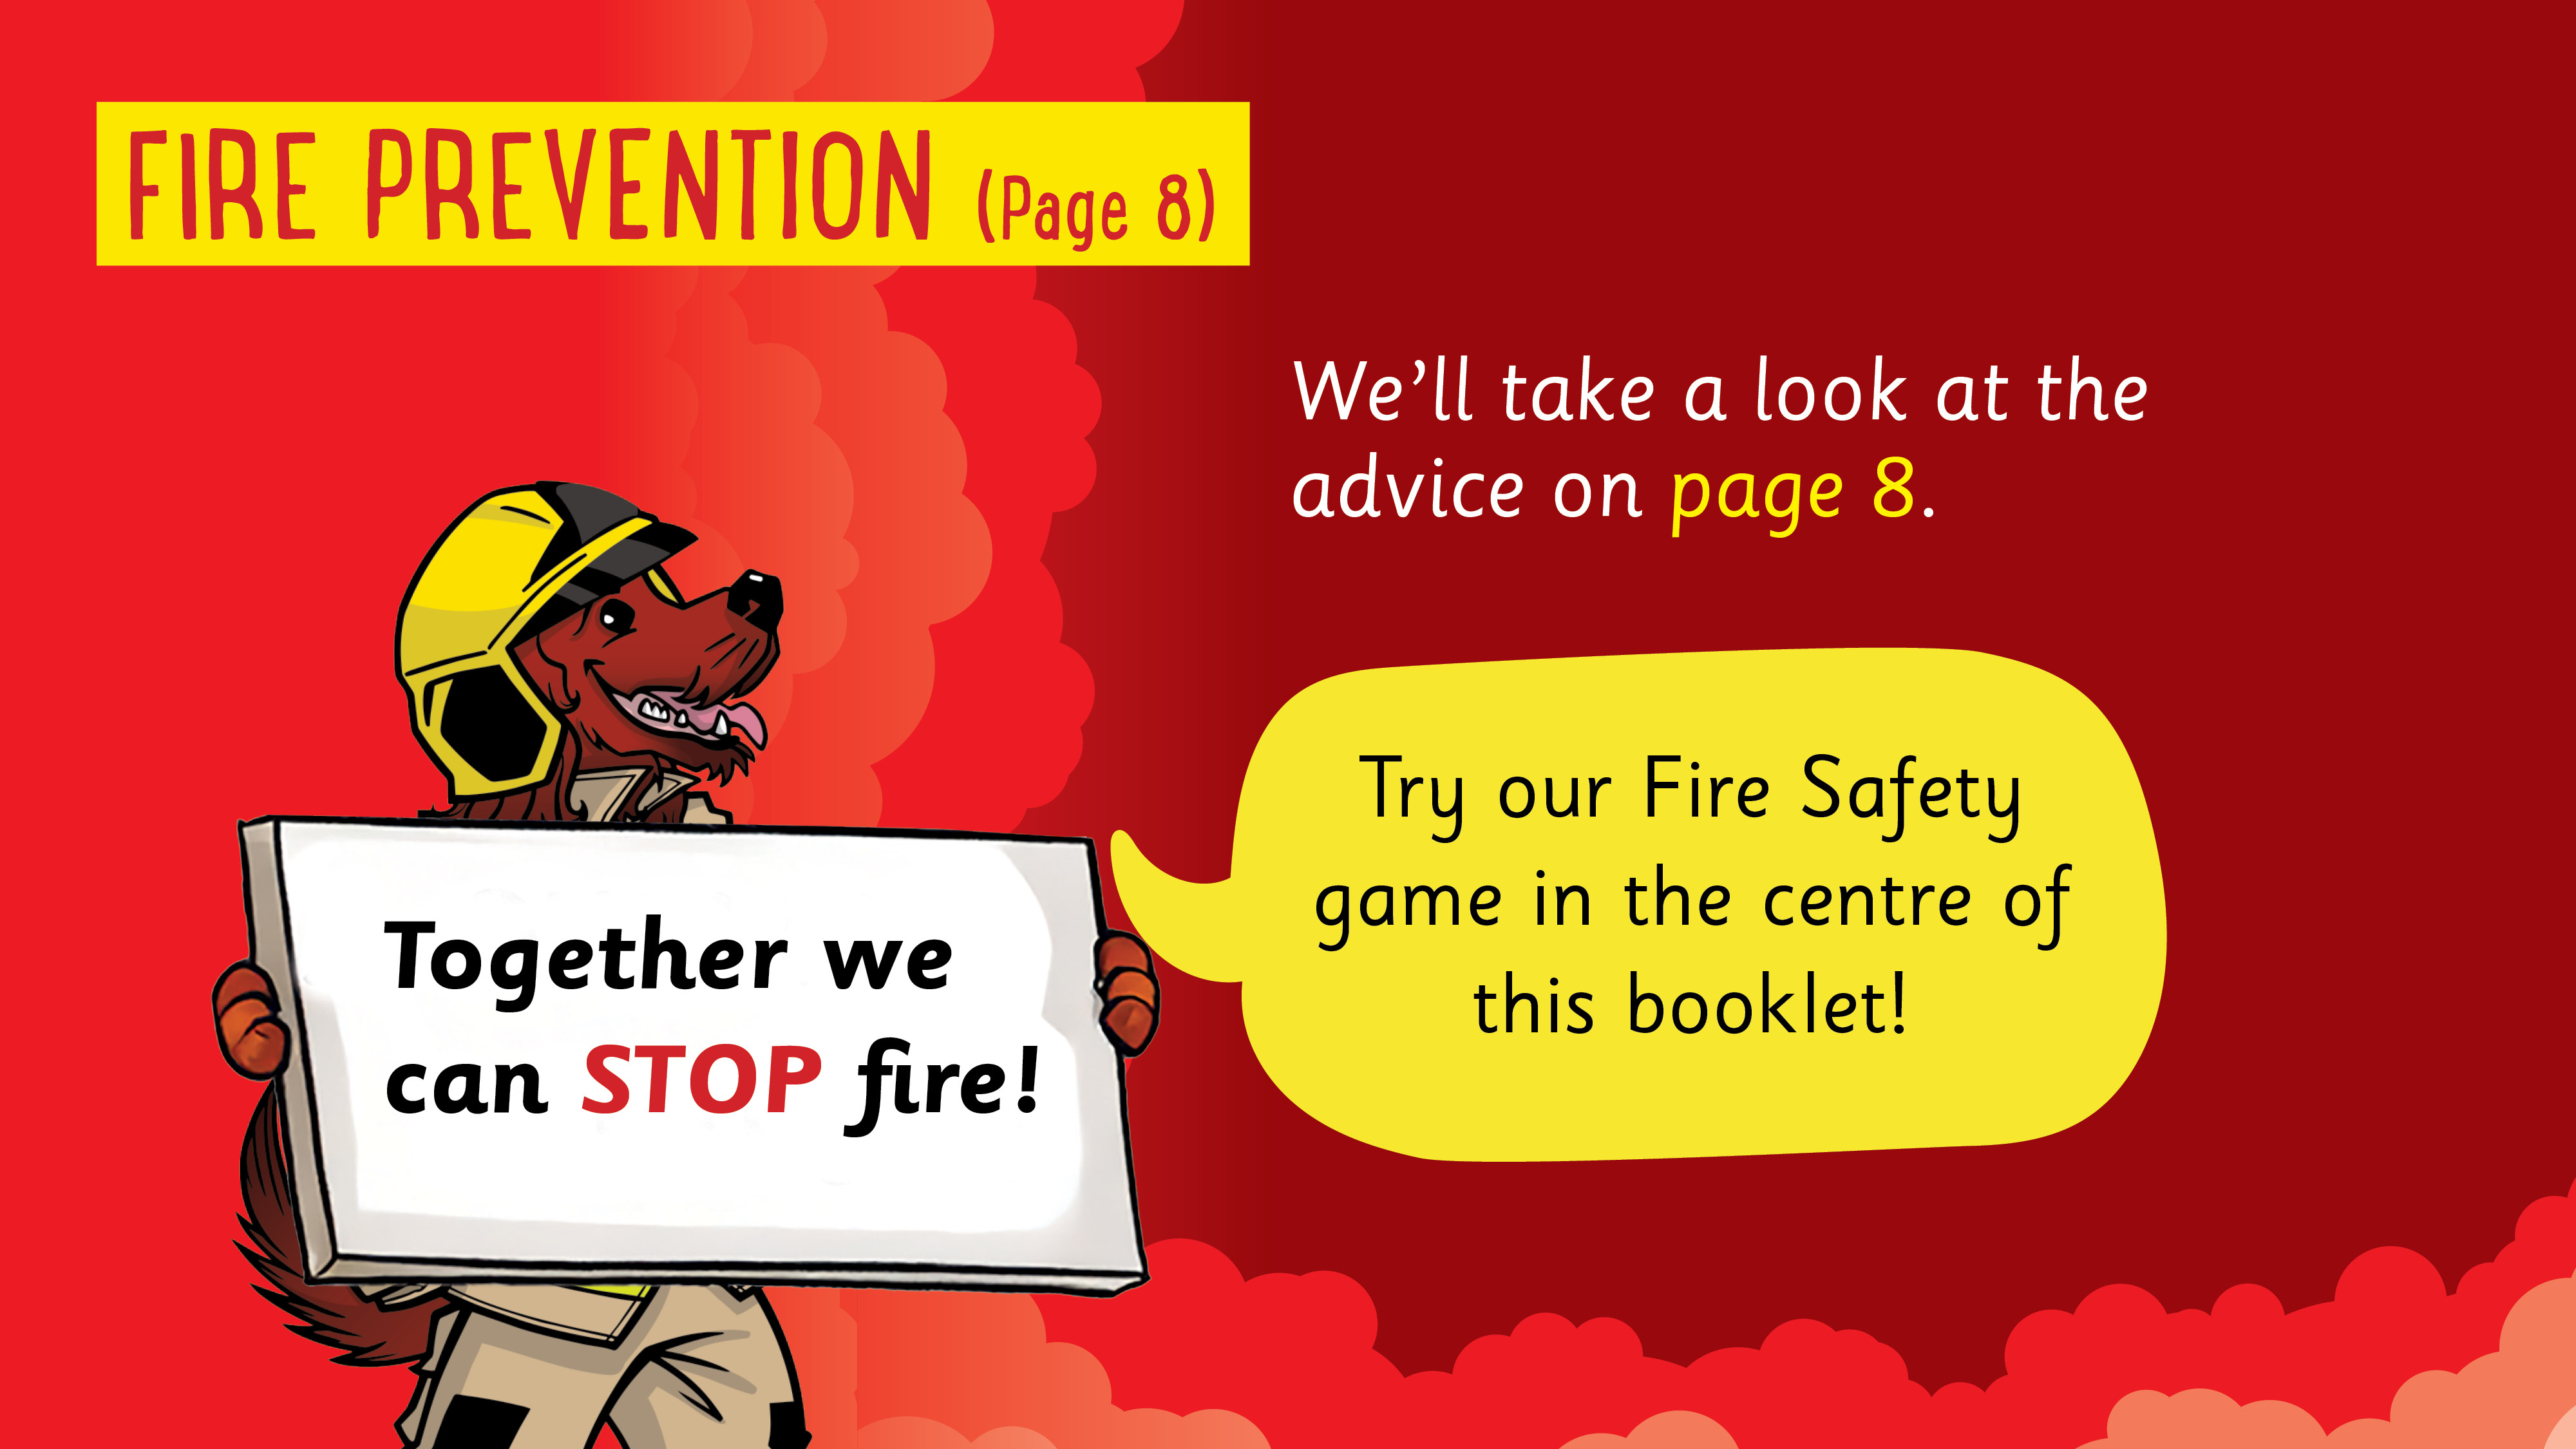 FIRE PREVENTION (Page 8)
We’ll take a look at the
advice on page 8.
Together we
can STOP fire!
Try our Fire Safety
game in the centre of
this booklet!